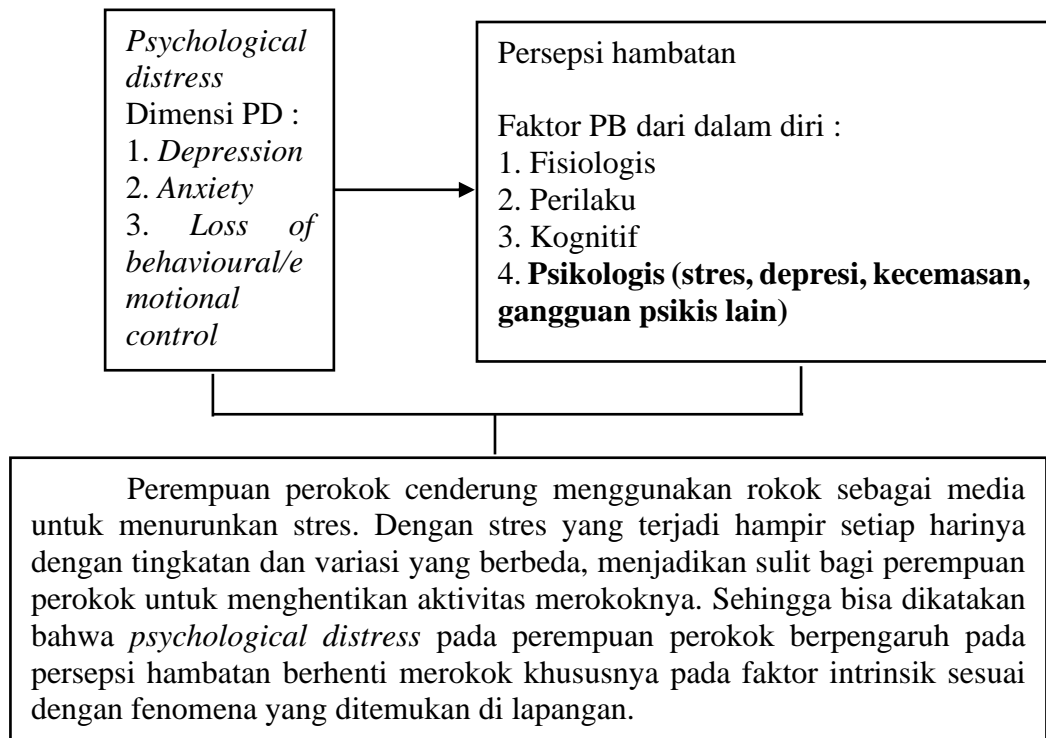 Psychological
distress
Dimensi PD :
1. Depression
2. Anxiety
3. Loss of
behavioural/e
motional
control
Persepsi hambatan
Faktor PB dari dalam diri :
1. Fisiologis
2. Perilaku
3. Kognitif
4. Psikologis (stres, depresi, kecemasan,
gangguan psikis lain)
Perempuan perokok cenderung menggunakan rokok sebagai media
untuk menurunkan stres. Dengan stres yang terjadi hampir setiap harinya
dengan tingkatan dan variasi yang berbeda, menjadikan sulit bagi perempuan
perokok untuk menghentikan aktivitas merokoknya. Sehingga bisa dikatakan
bahwa psychological distress pada perempuan perokok berpengaruh pada
persepsi hambatan berhenti merokok khususnya pada faktor intrinsik sesuai
dengan fenomena yang ditemukan di lapangan.